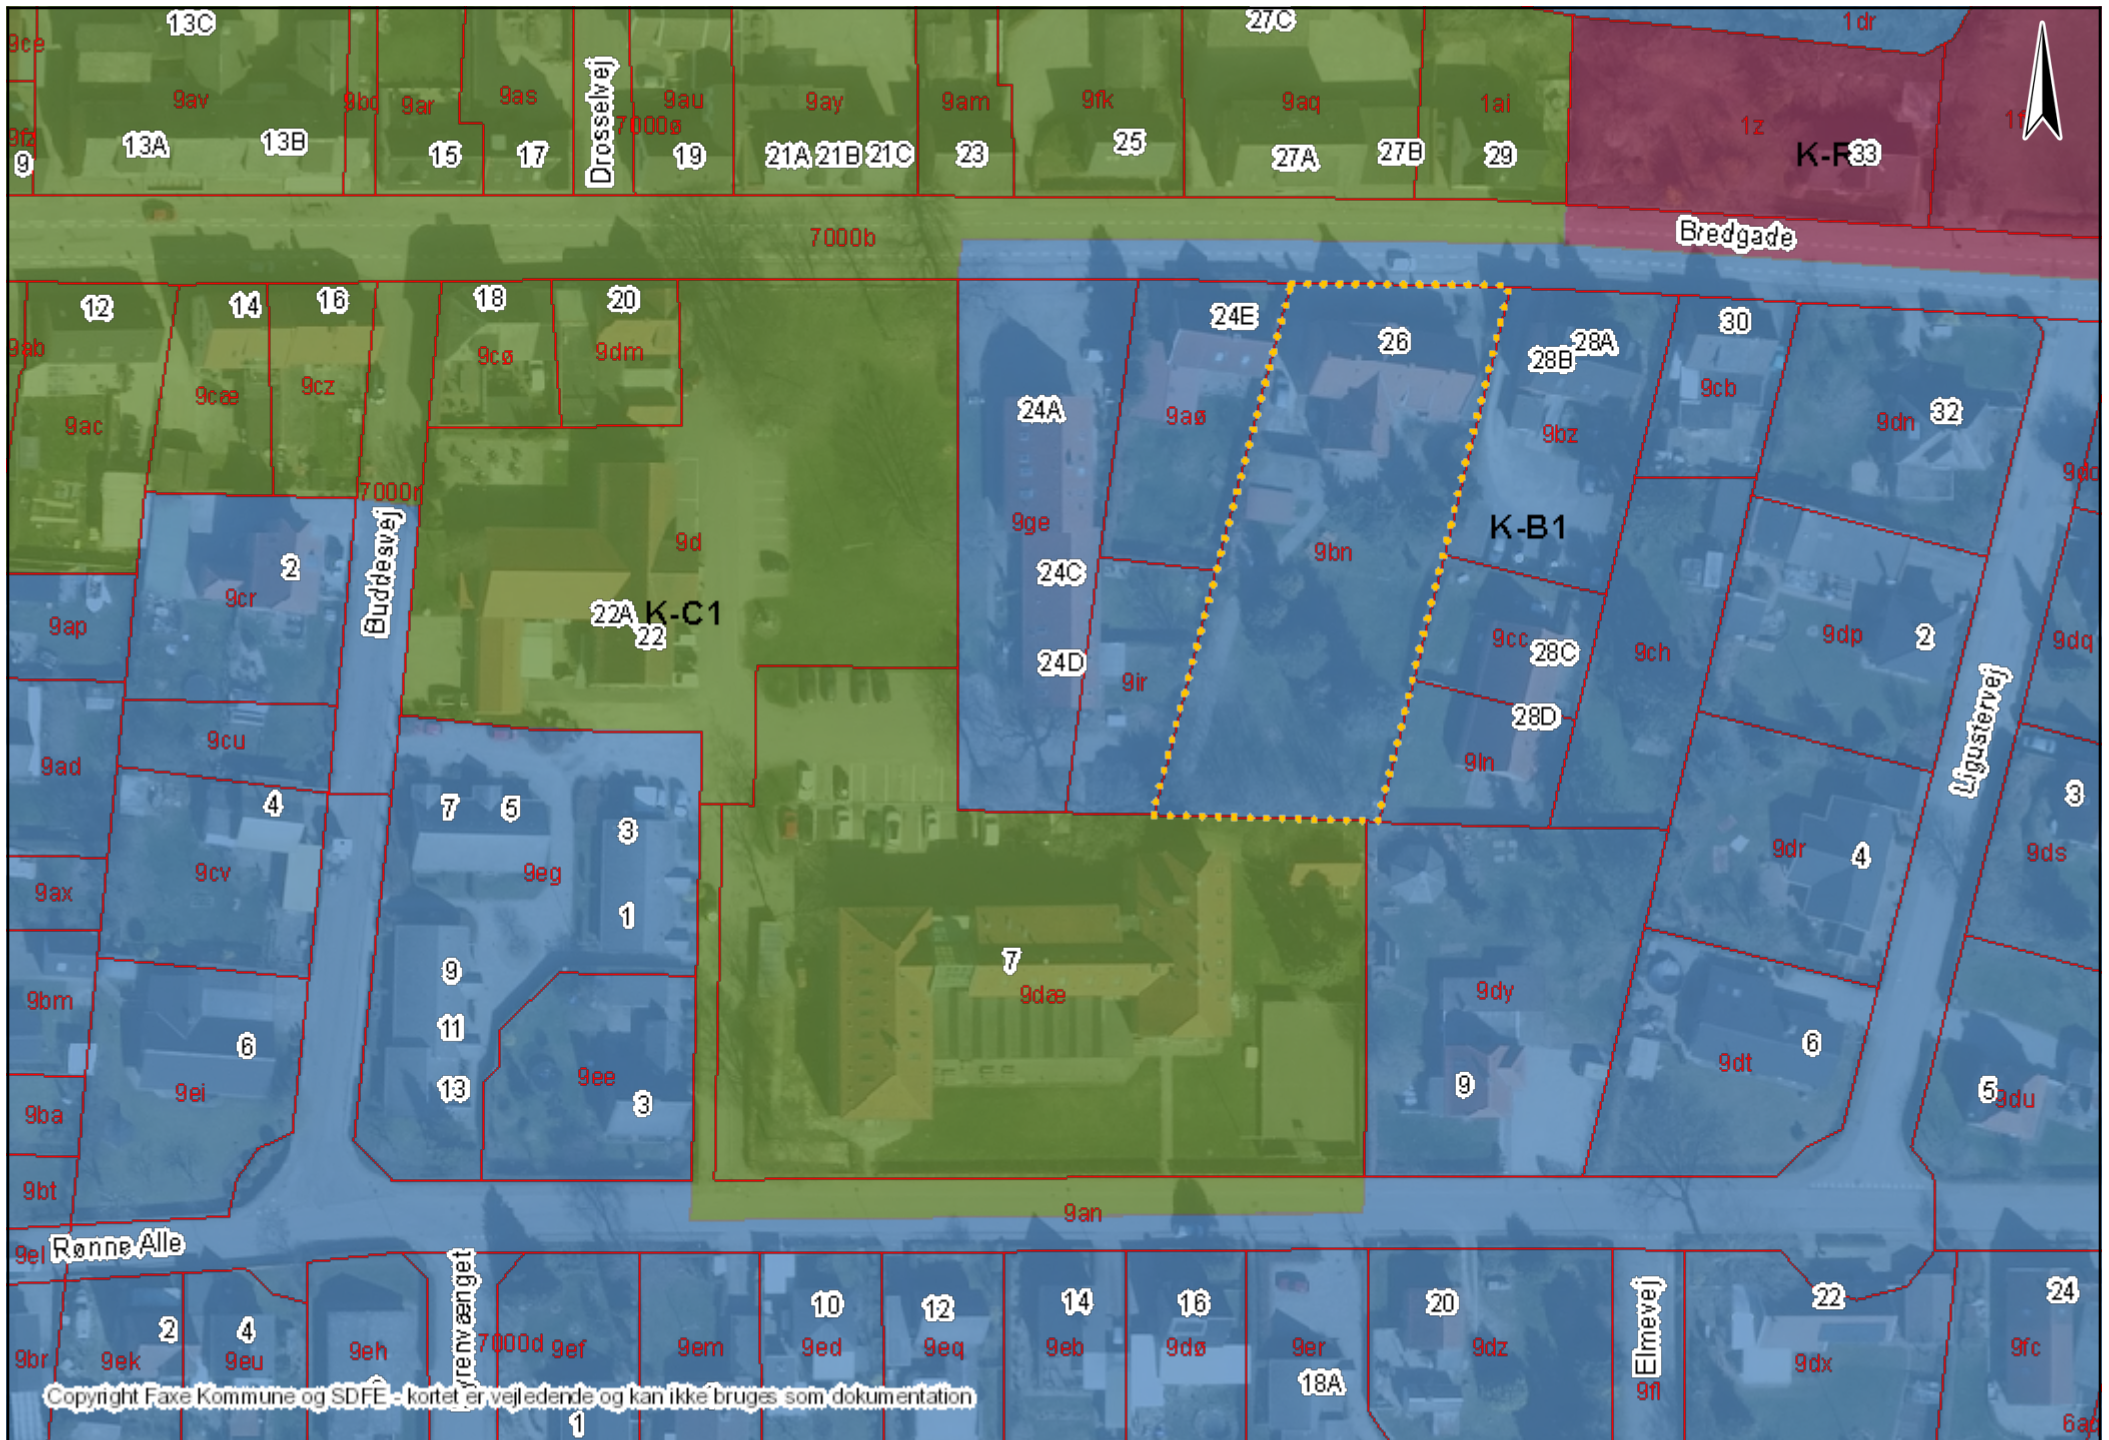 13C
27C
1dr
9ce
9av
9ar
9as
Drosselvej
9au
9ay
9am
9fk
9aq
1ai
1z
7000ø
9fz
9
13A
13B
15
17
19
21A
21B
21C
23
25
27A
27B
29
K-R
33
7000b
Bredgade
12
14
16
18
20
24E
26
28A
28B
30
9ab
9cø
9dm
9cæ
9cz
9ac
24A
9aø
9bz
9cb
9dn
32
7000r
9ge
9d
9bn
K-B1
Buddesvej
2
9cr
24C
22A
K-C1
22
9ap
24D
9ir
9cc
28C
9ch
9dp
2
9dq
Ligustervej
28D
9cu
9ad
9ln
4
7
5
3
3
9cv
9eg
9dr
4
9ds
9ax
1
9
7
9dæ
9dy
9bm
11
6
9ei
9ee
13
3
9
9dt
6
5
9du
9ba
9bt
9an
Rønne Alle
9el
10
12
14
16
20
Elmevej
22
24
2
4
7000d
9br
9ek
9eu
9eh
9ef
9em
9ed
9eq
9eb
9dø
9er
9dz
9dx
9fc
18A
9fl
Copyright Faxe Kommune og SDFE - kortet er vejledende og kan ikke bruges som dokumentation
1